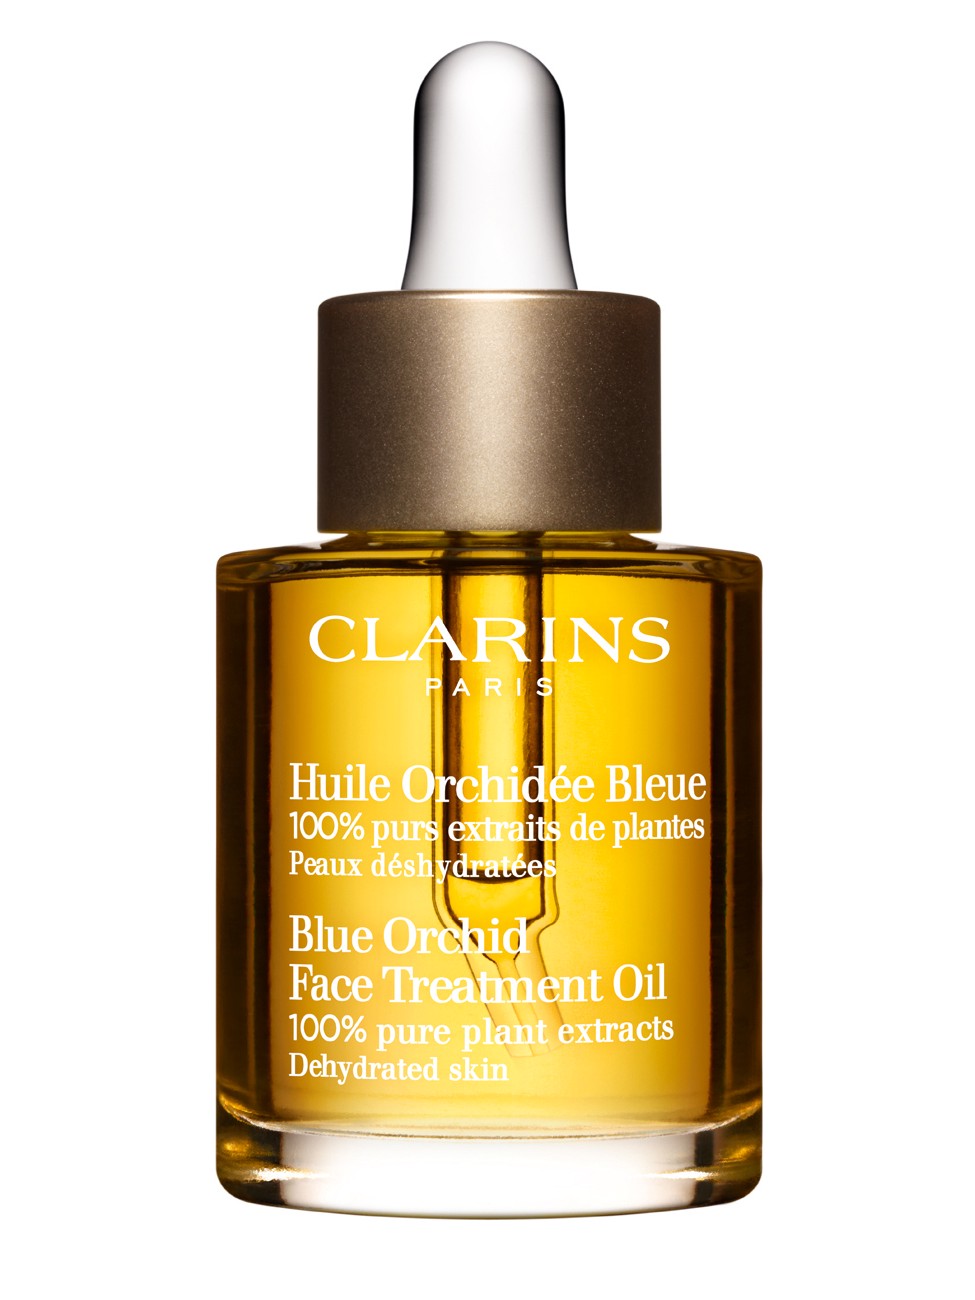 CLARINS
PARIS
Huile Orchidée Bleue
100% purs extraits de plantes
Peaux déshydratées
Blue Orchid
Face Treatment Oil
100% pure plant extracts
Dehydrated skin